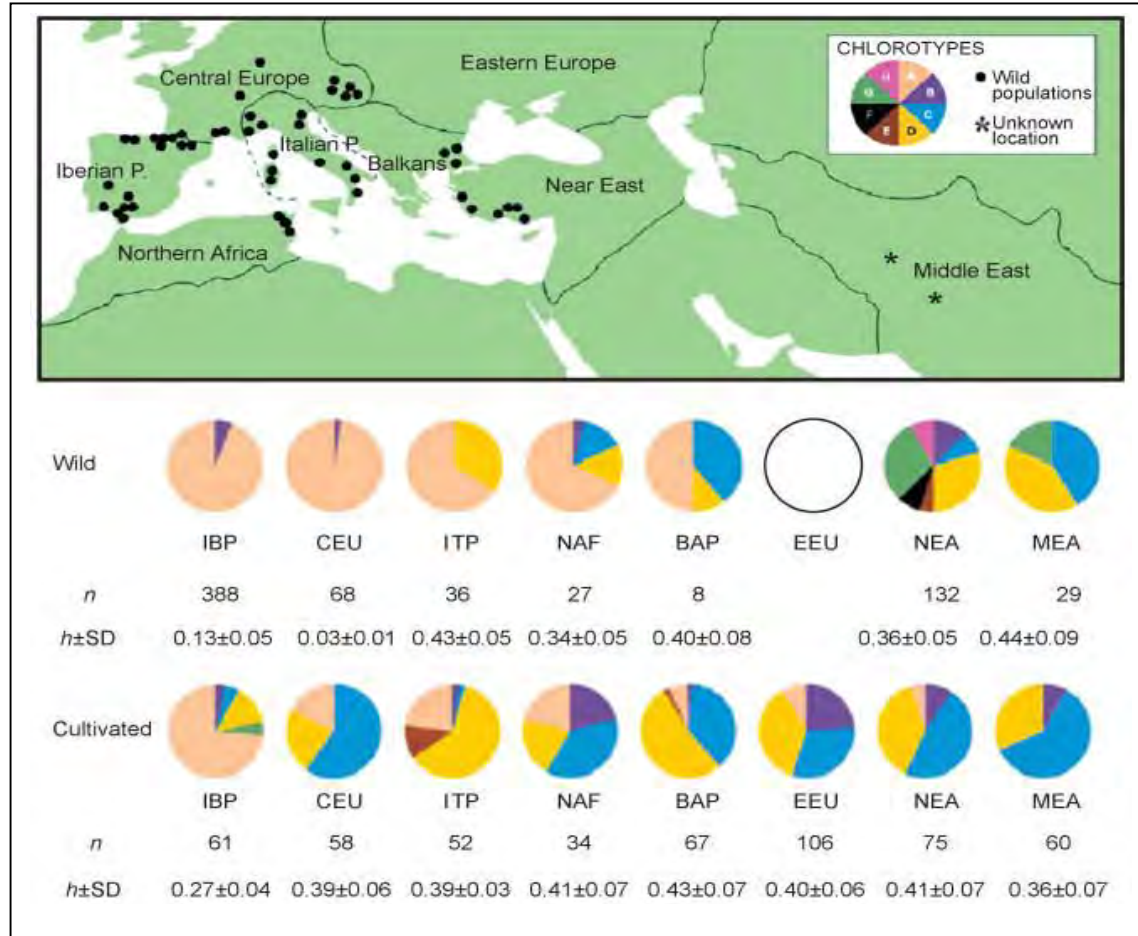 CHLOROTYPES
H A
G B
F C
E D
Wild
populations
*Unknown
location
Central Europe
Eastern Europe
Iberian P.
Italian P.
Balkans
Near East
Northern Africa
* Middle East
*
Wild
IBP CEU ITP NAF BAP EEU NEA MEA
n 388 68 36 27 8 132 29
h±SD 0.13±0.05 0.03±0.01 0.43±0.05 0.34±0.05 0.40±0.08 0.36±0.05 0.44±0.09
Cultivated
IBP CEU ITP NAF BAP EEU NEA MEA
n 61 58 52 34 67 106 75 60
h±SD 0.27±0.04 0.39±0.06 0.39±0.03 0.41±0.07 0.43±0.07 0.40±0.06 0.41±0.07 0.36±0.07